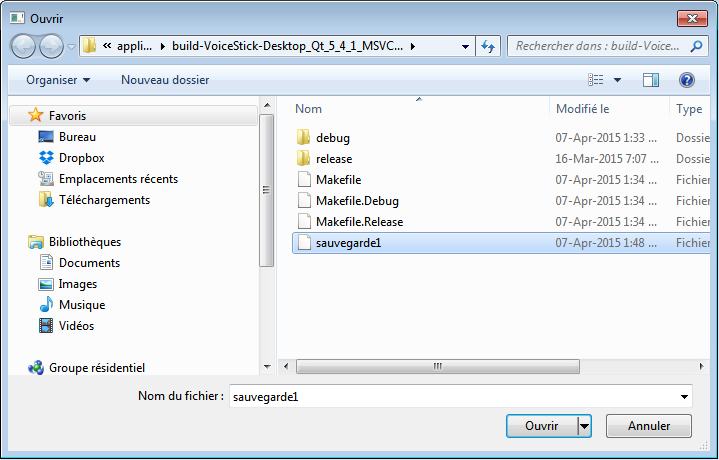 Ouvrir
« appli... ▸ build-VoiceStick-Desktop_Qt_5_4_1_MSVC... ▸
Rechercher dans : build-Voice...
Organiser ▾ Nouveau dossier
Favoris
Bureau
Dropbox
Emplacements récents
Téléchargements
Bibliothèques
Documents
Images
Musique
Vidéos
Groupe résidentiel
Nom Modifié le Type
debug 07-Apr-2015 1:33 ... Dossie
release 16-Mar-2015 7:07 ... Dossie
Makefile 07-Apr-2015 1:34 ... Fichier
Makefile.Debug 07-Apr-2015 1:34 ... Fichier
Makefile.Release 07-Apr-2015 1:34 ... Fichier
sauvegarde1 07-Apr-2015 1:48 ... Fichier
Nom du fichier : sauvegarde1
Ouvrir Annuler